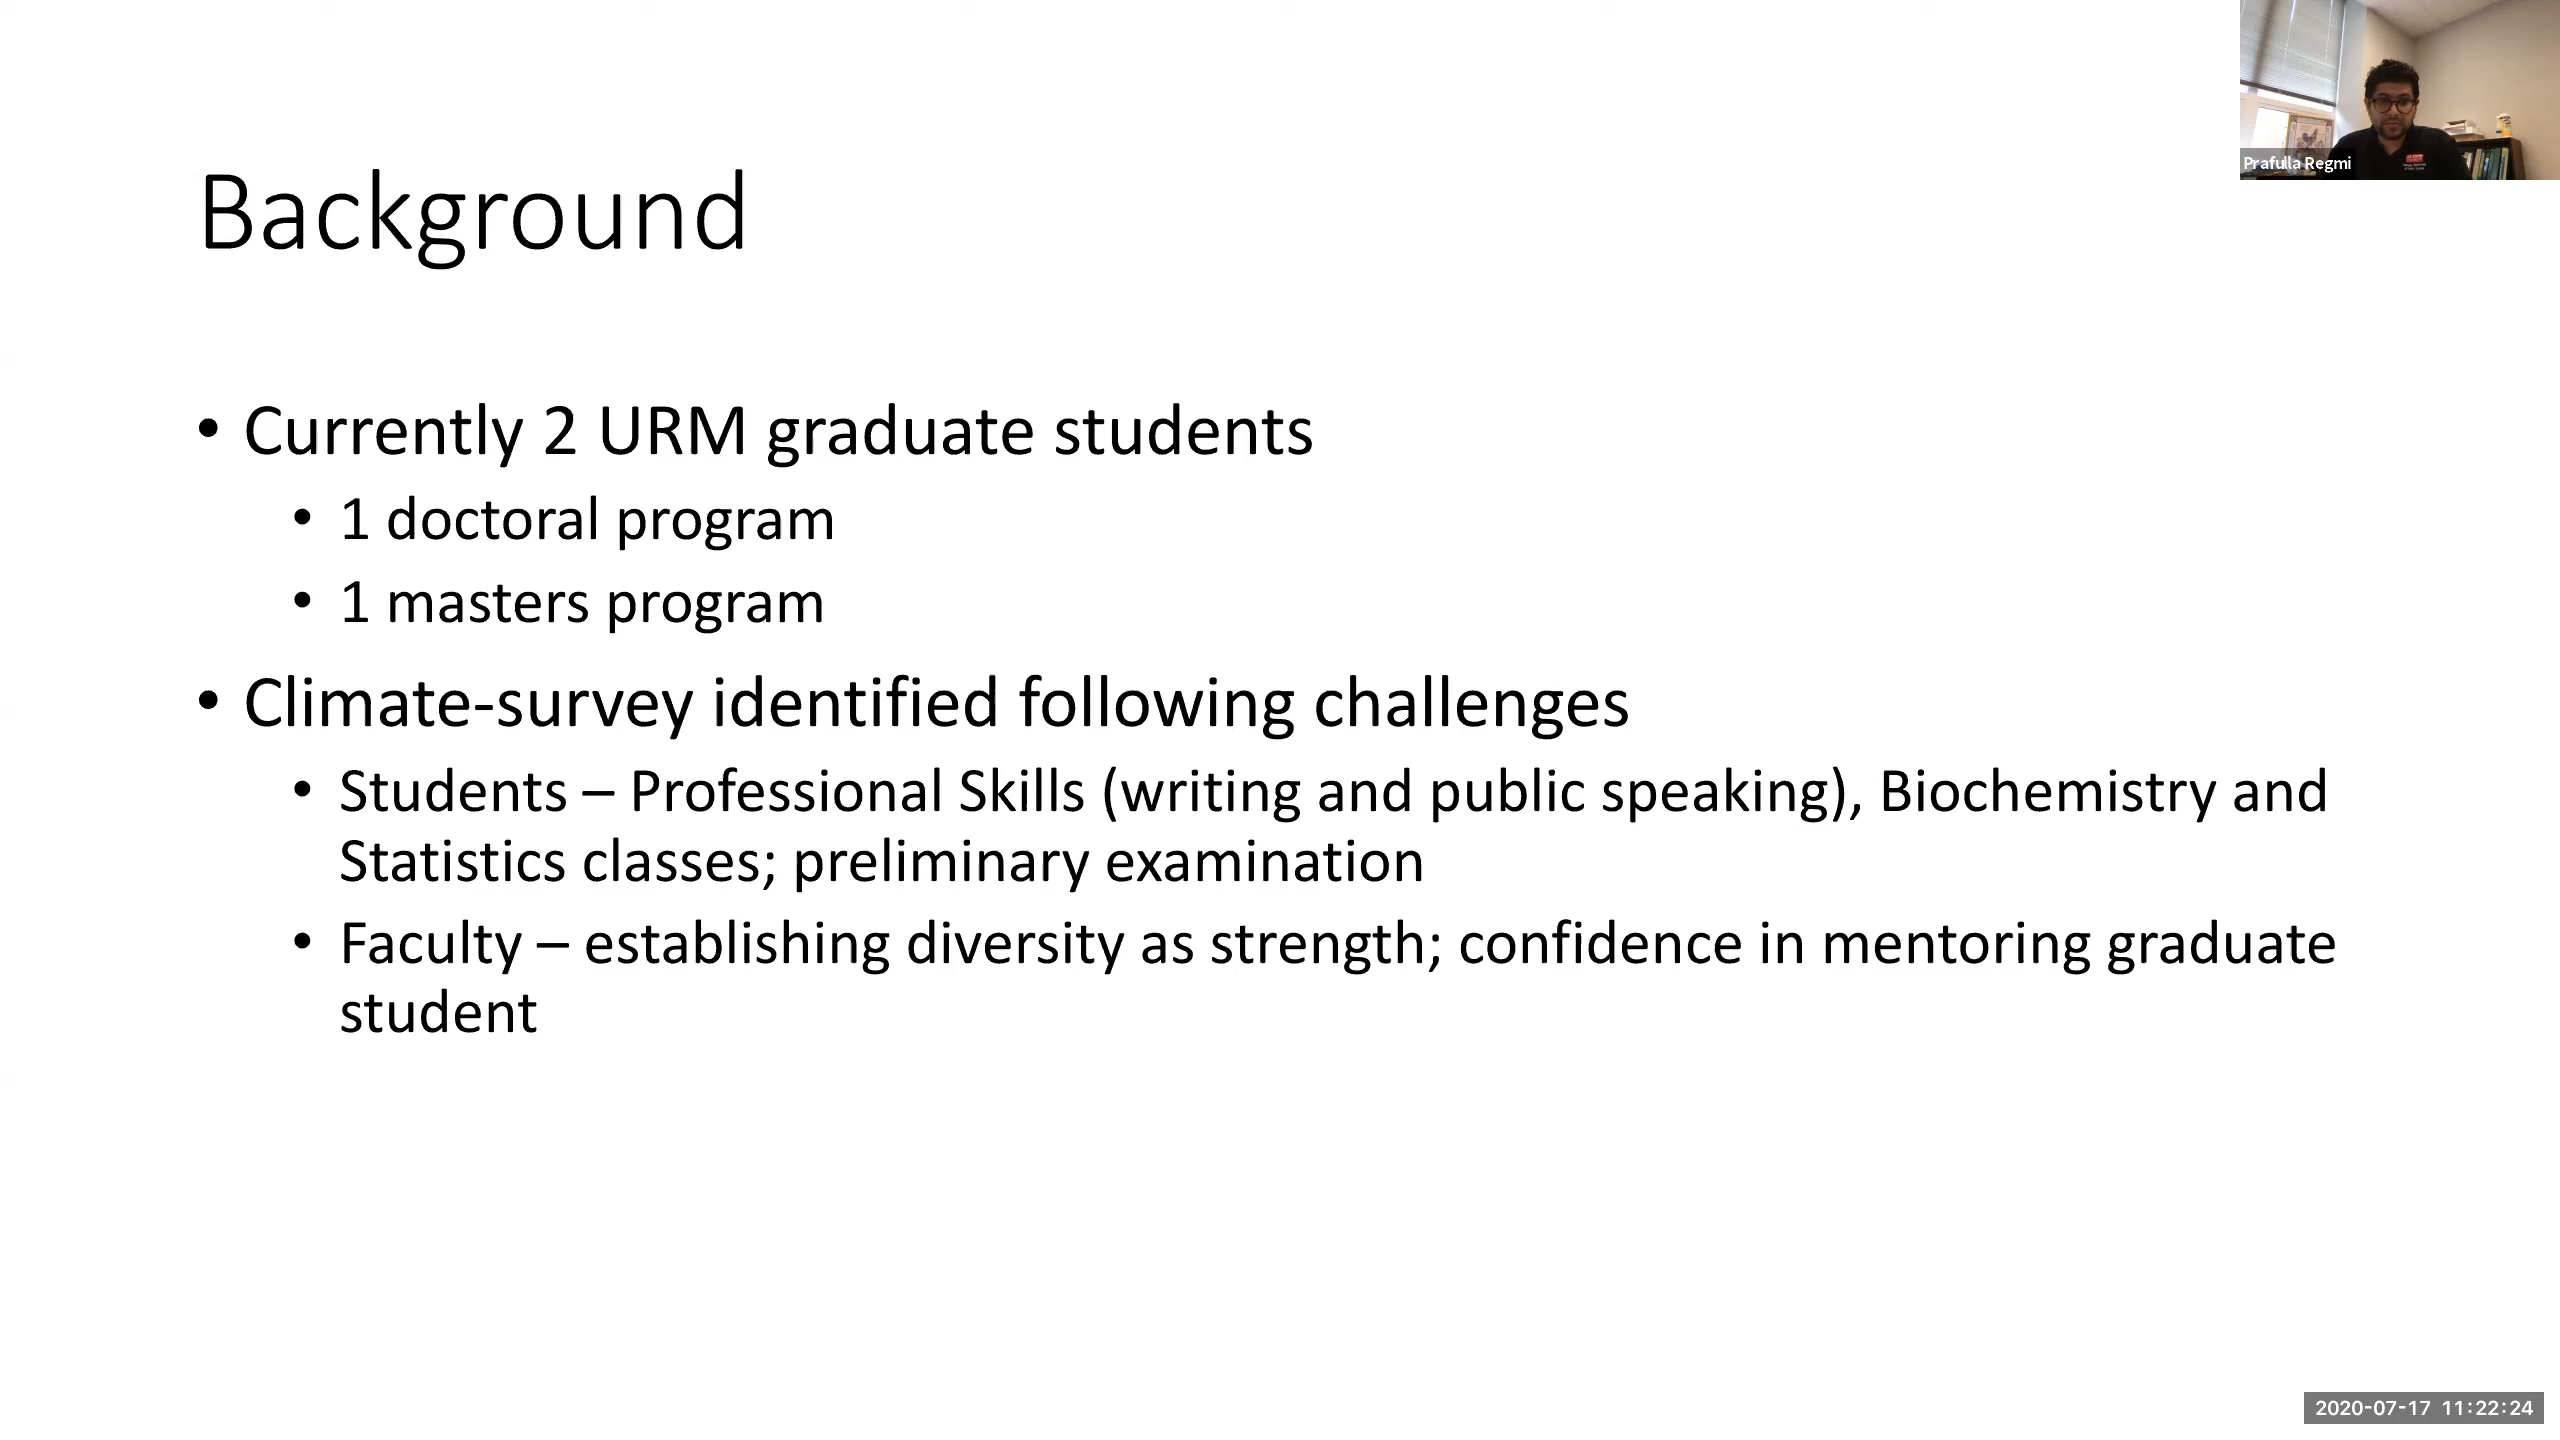 Prafulla Regmi
Background
• Currently 2 URM graduate students
• 1 doctoral program
• 1 masters program
• Climate-survey identified following challenges
• Students – Professional Skills (writing and public speaking), Biochemistry and
Statistics classes; preliminary examination
• Faculty – establishing diversity as strength; confidence in mentoring graduate
student
2020-07-17 11:22:24